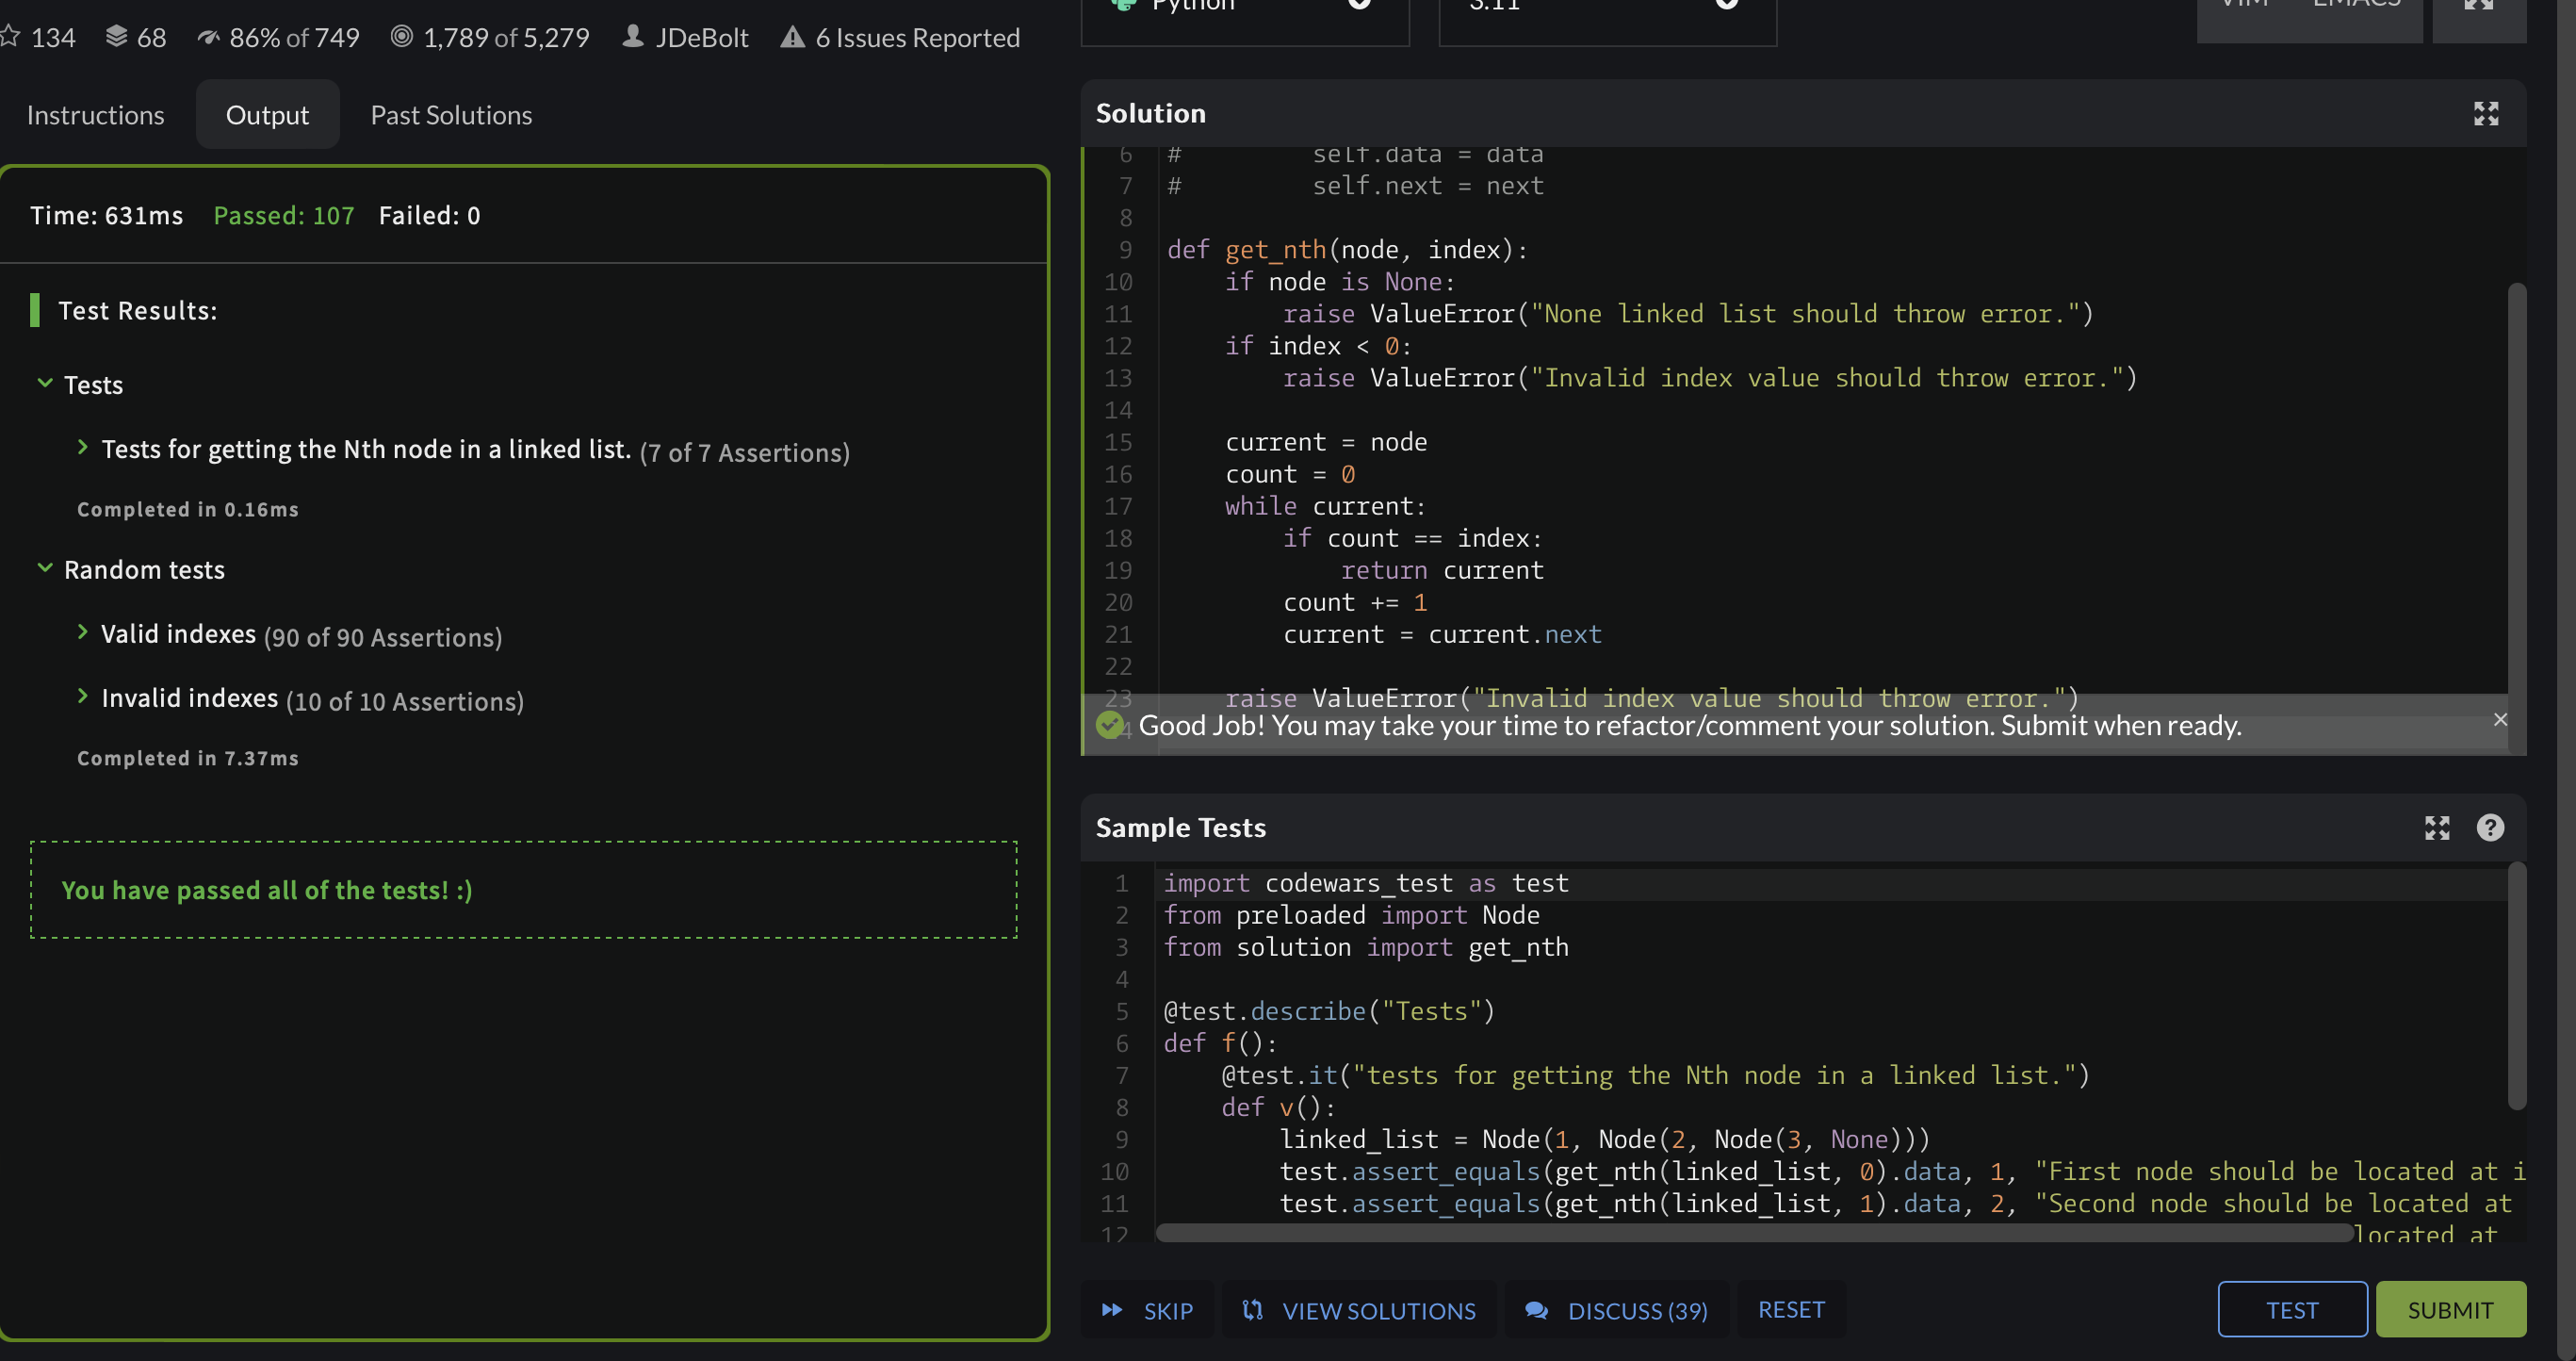 134 68 86% of 749 1,789 of 5,279 JDeBolt 6 Issues Reported
Instructions Output Past Solutions
Time: 631ms Passed: 107 Failed: 0
Test Results:
Tests
Tests for getting the Nth node in a linked list. (7 of 7 Assertions)
Completed in 0.16ms
Random tests
Valid indexes (90 of 90 Assertions)
Invalid indexes (10 of 10 Assertions)
Completed in 7.37ms
You have passed all of the tests! :)
Python 3.11 VIM EMACS
Solution
6 #         self.data = data
7 #         self.next = next
8
9 def get_nth(node, index):
10     if node is None:
11         raise ValueError("None linked list should throw error.")
12     if index < 0:
13         raise ValueError("Invalid index value should throw error.")
14
15     current = node
16     count = 0
17     while current:
18         if count == index:
19             return current
20         count += 1
21         current = current.next
22
23     raise ValueError("Invalid index value should throw error.")
Good Job! You may take your time to refactor/comment your solution. Submit when ready.
Sample Tests
1 import codewars_test as test
2 from preloaded import Node
3 from solution import get_nth
4
5 @test.describe("Tests")
6 def f():
7     @test.it("tests for getting the Nth node in a linked list.")
8     def v():
9         linked_list = Node(1, Node(2, Node(3, None)))
10         test.assert_equals(get_nth(linked_list, 0).data, 1, "First node should be located at i
11         test.assert_equals(get_nth(linked_list, 1).data, 2, "Second node should be located at
12 located at
SKIP VIEW SOLUTIONS DISCUSS (39) RESET TEST SUBMIT